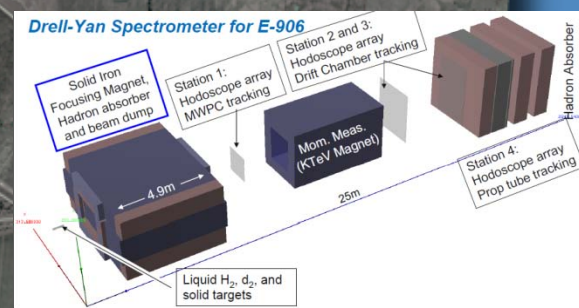 Drell-Yan Spectrometer for E-906
Solid Iron
Focusing Magnet,
Hadron absorber
and beam dump
Station 1:
Hodoscope array
MWPC tracking
Station 2 and 3:
Hodoscope array
Drift Chamber tracking
Hadron Absorber
Mom. Meas.
(KTeV Magnet)
4.9m
25m
Station 4:
Hodoscope array
Prop tube tracking
Liquid H₂, d₂, and
solid targets